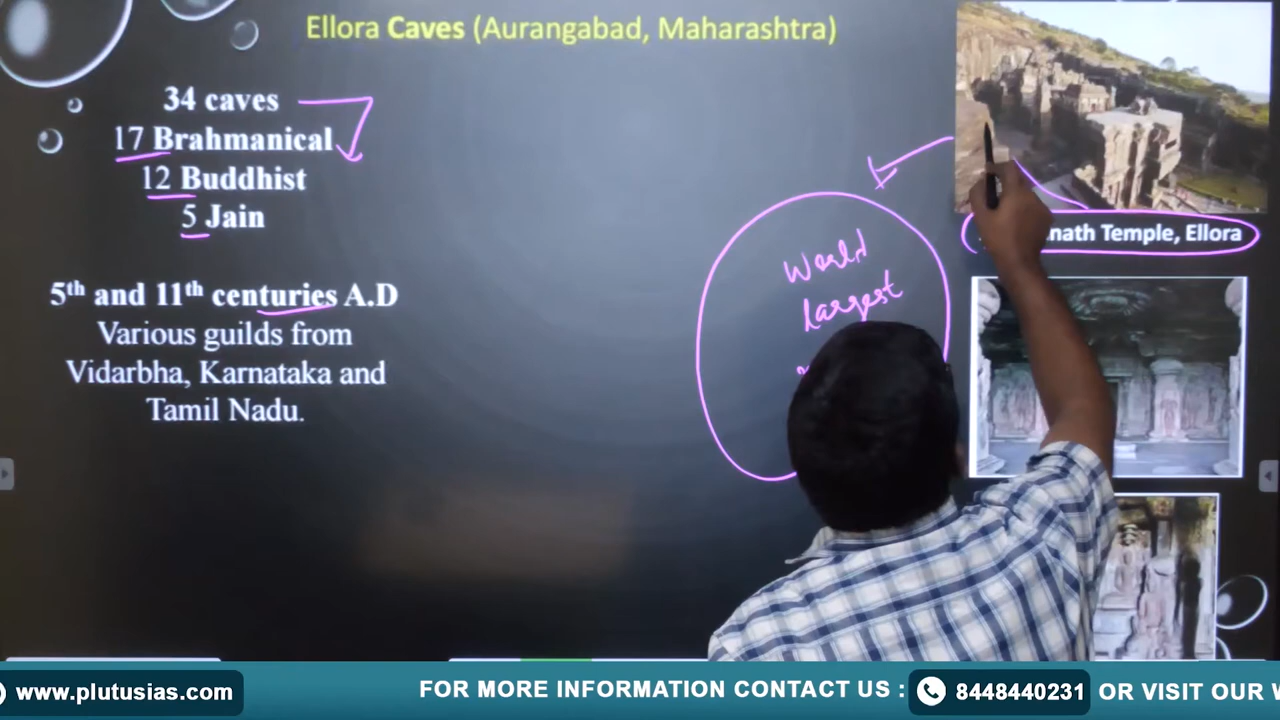 Ellora Caves (Aurangabad, Maharashtra)
34 caves
17 Brahmanical
12 Buddhist
5 Jain
5th and 11th centuries A.D
Various guilds from
Vidarbha, Karnataka and
Tamil Nadu.
World
largest
nath Temple, Ellora
www.plutusias.com
FOR MORE INFORMATION CONTACT US :
8448440231
OR VISIT OUR